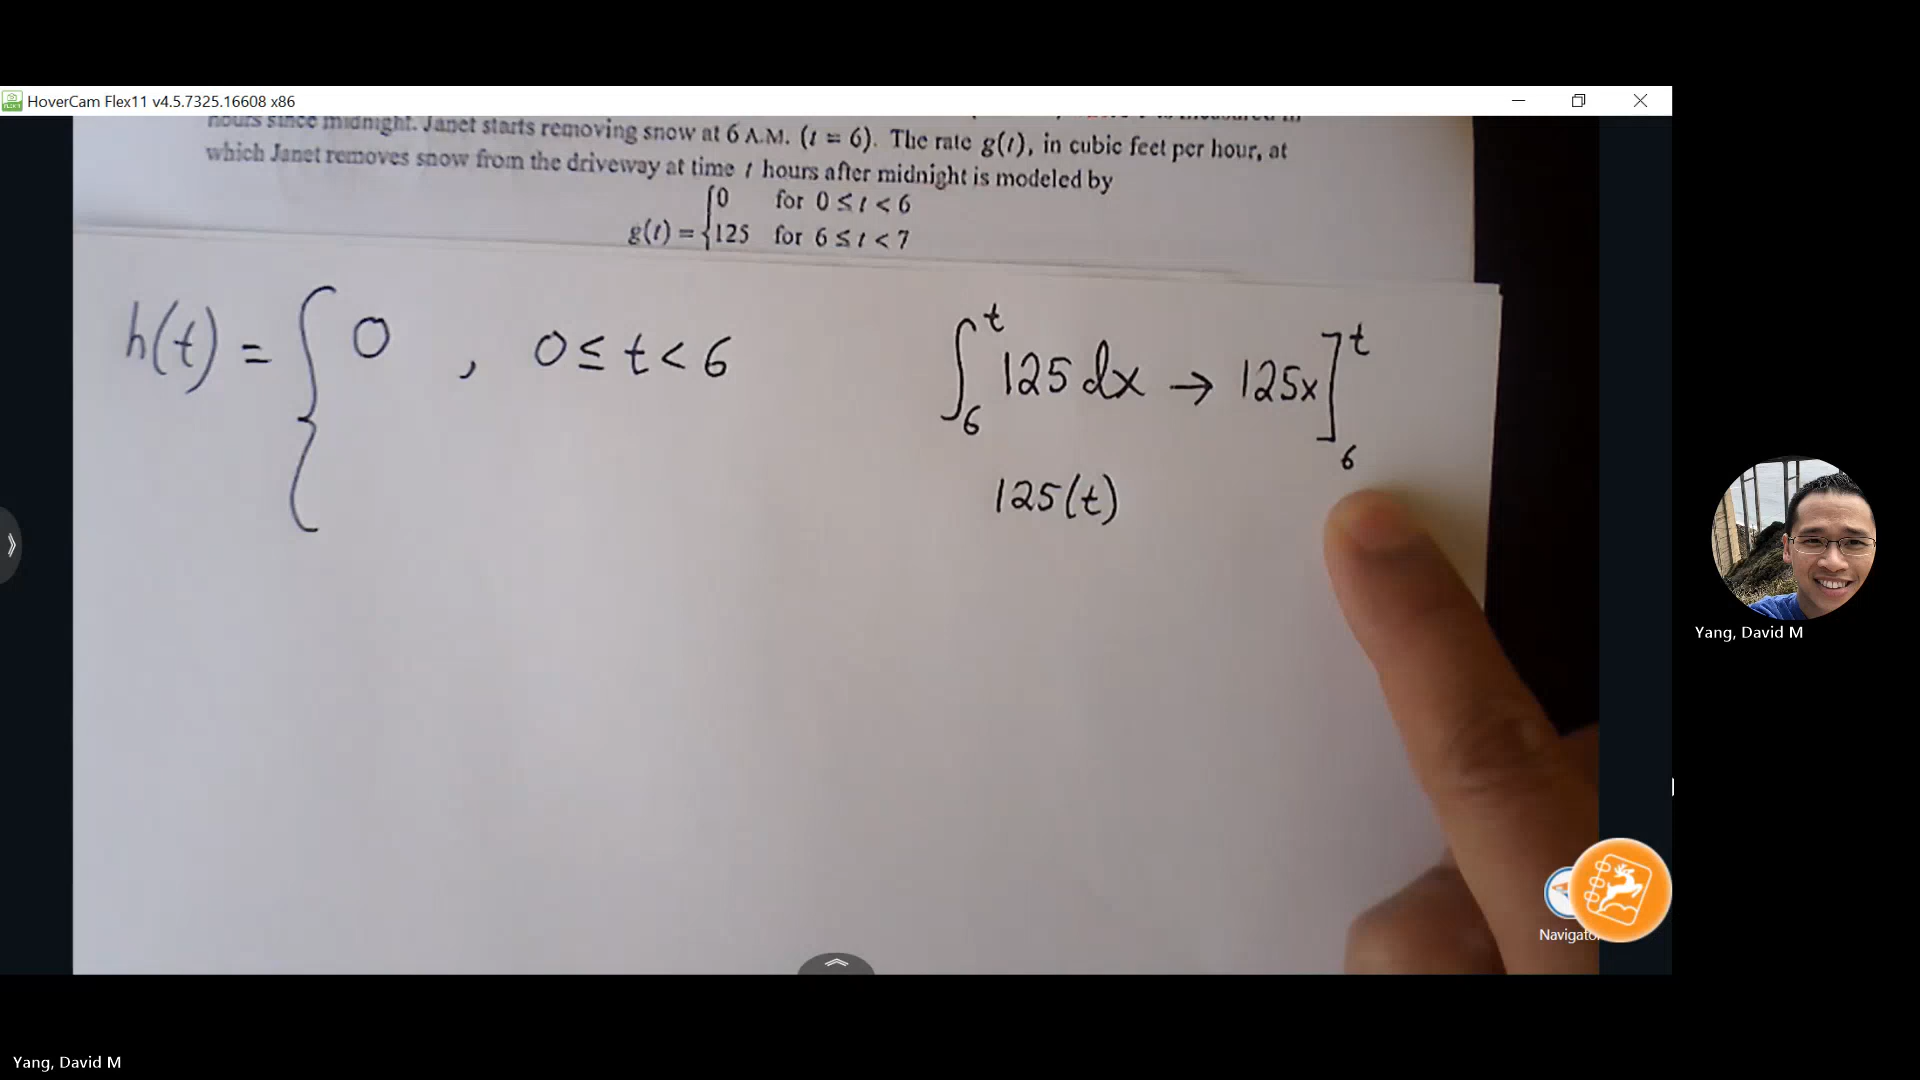 HoverCam Flex11 v4.5.7325.16608 x86
hours since midnight. Janet starts removing snow at 6 A.M. (t = 6). The rate g(t), in cubic feet per hour, at
which Janet removes snow from the driveway at time t hours after midnight is modeled by
g(t) = { 0 for 0 ≤ t < 6
125 for 6 ≤ t < 7
h(t) = { 0 , 0 ≤ t < 6
∫₆ᵗ 125 dx → 125x]₆ᵗ
125(t)
Yang, David M
Navigato
Yang, David M